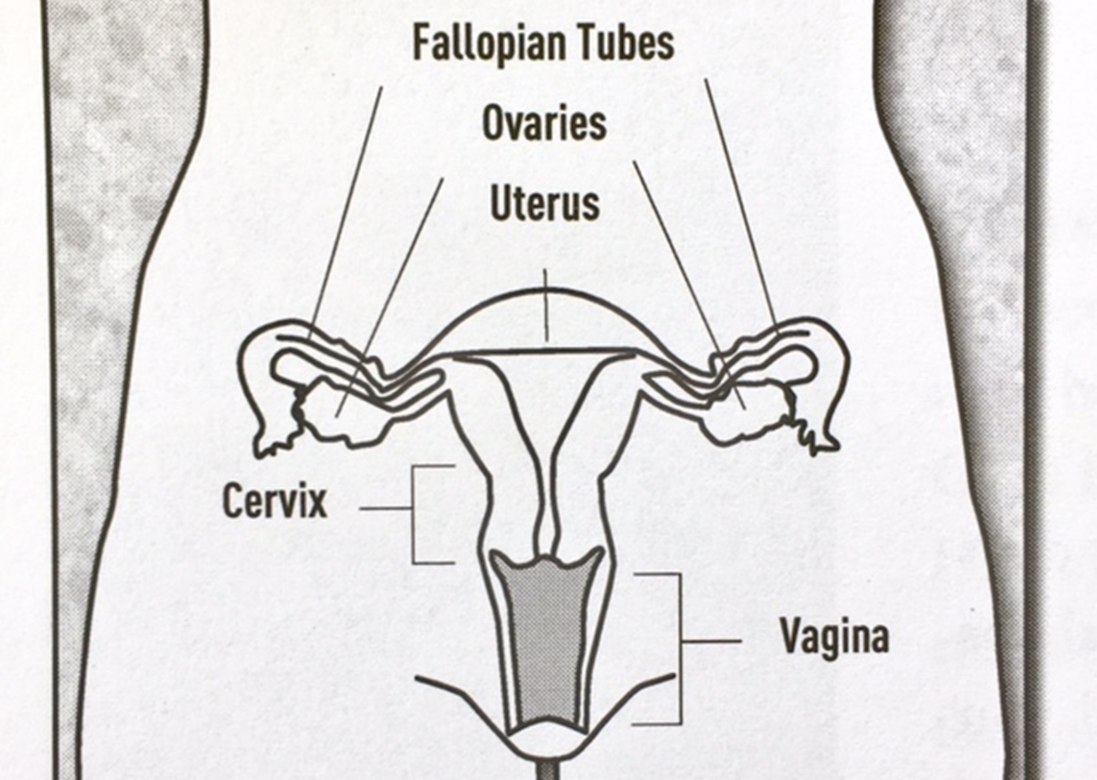 Fallopian Tubes
Ovaries
Uterus
Cervix
Vagina